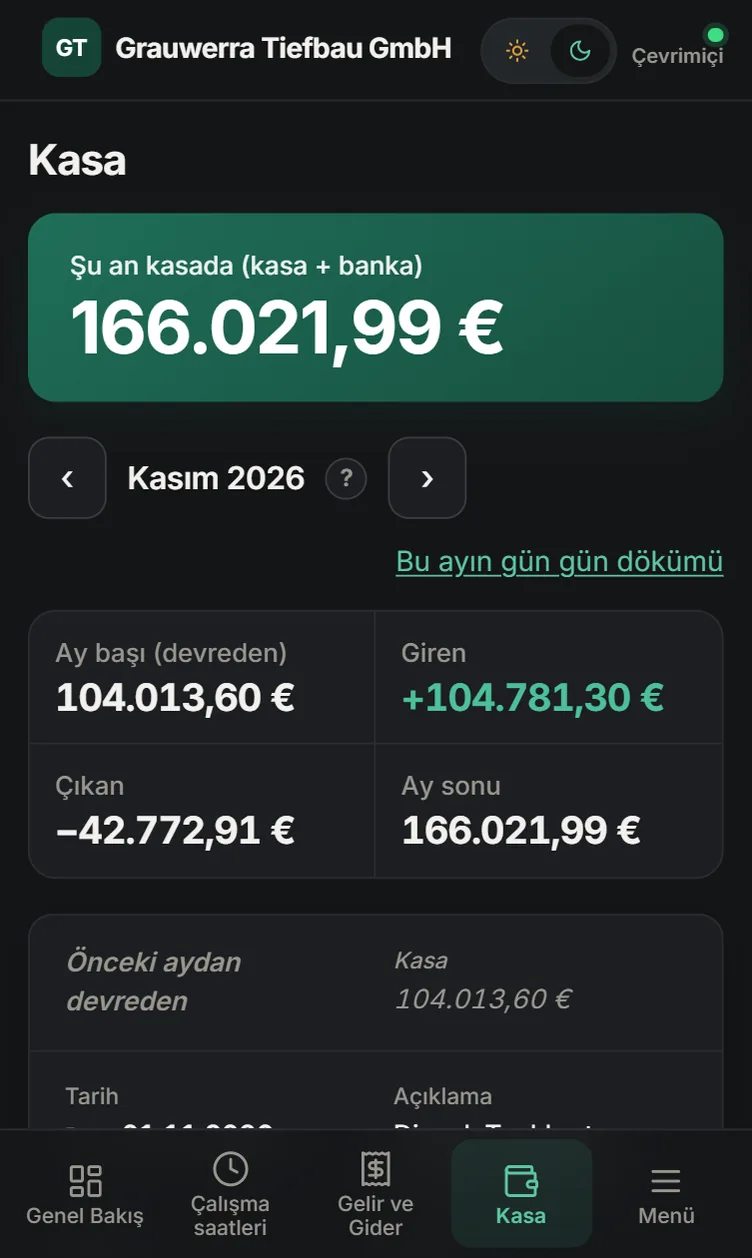 GT Grauwerra Tiefbau GmbH
Çevrimiçi
Kasa
Şu an kasada (kasa + banka)
166.021,99 €
‹ Kasım 2026 ? ›
Bu ayın gün gün dökümü
Ay başı (devreden)
104.013,60 €
Giren
+104.781,30 €
Çıkan
−42.772,91 €
Ay sonu
166.021,99 €
Önceki aydan
devreden
Kasa
104.013,60 €
Tarih
Açıklama
Genel Bakış
Çalışma
saatleri
Gelir ve
Gider
Kasa
Menü